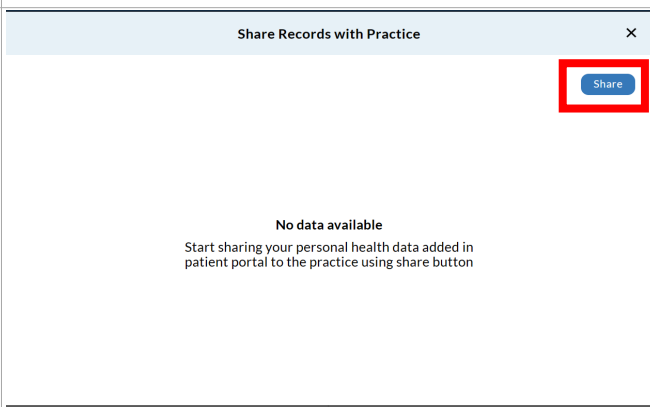 Share Records with Practice ✕
Share
No data available
Start sharing your personal health data added in
patient portal to the practice using share button